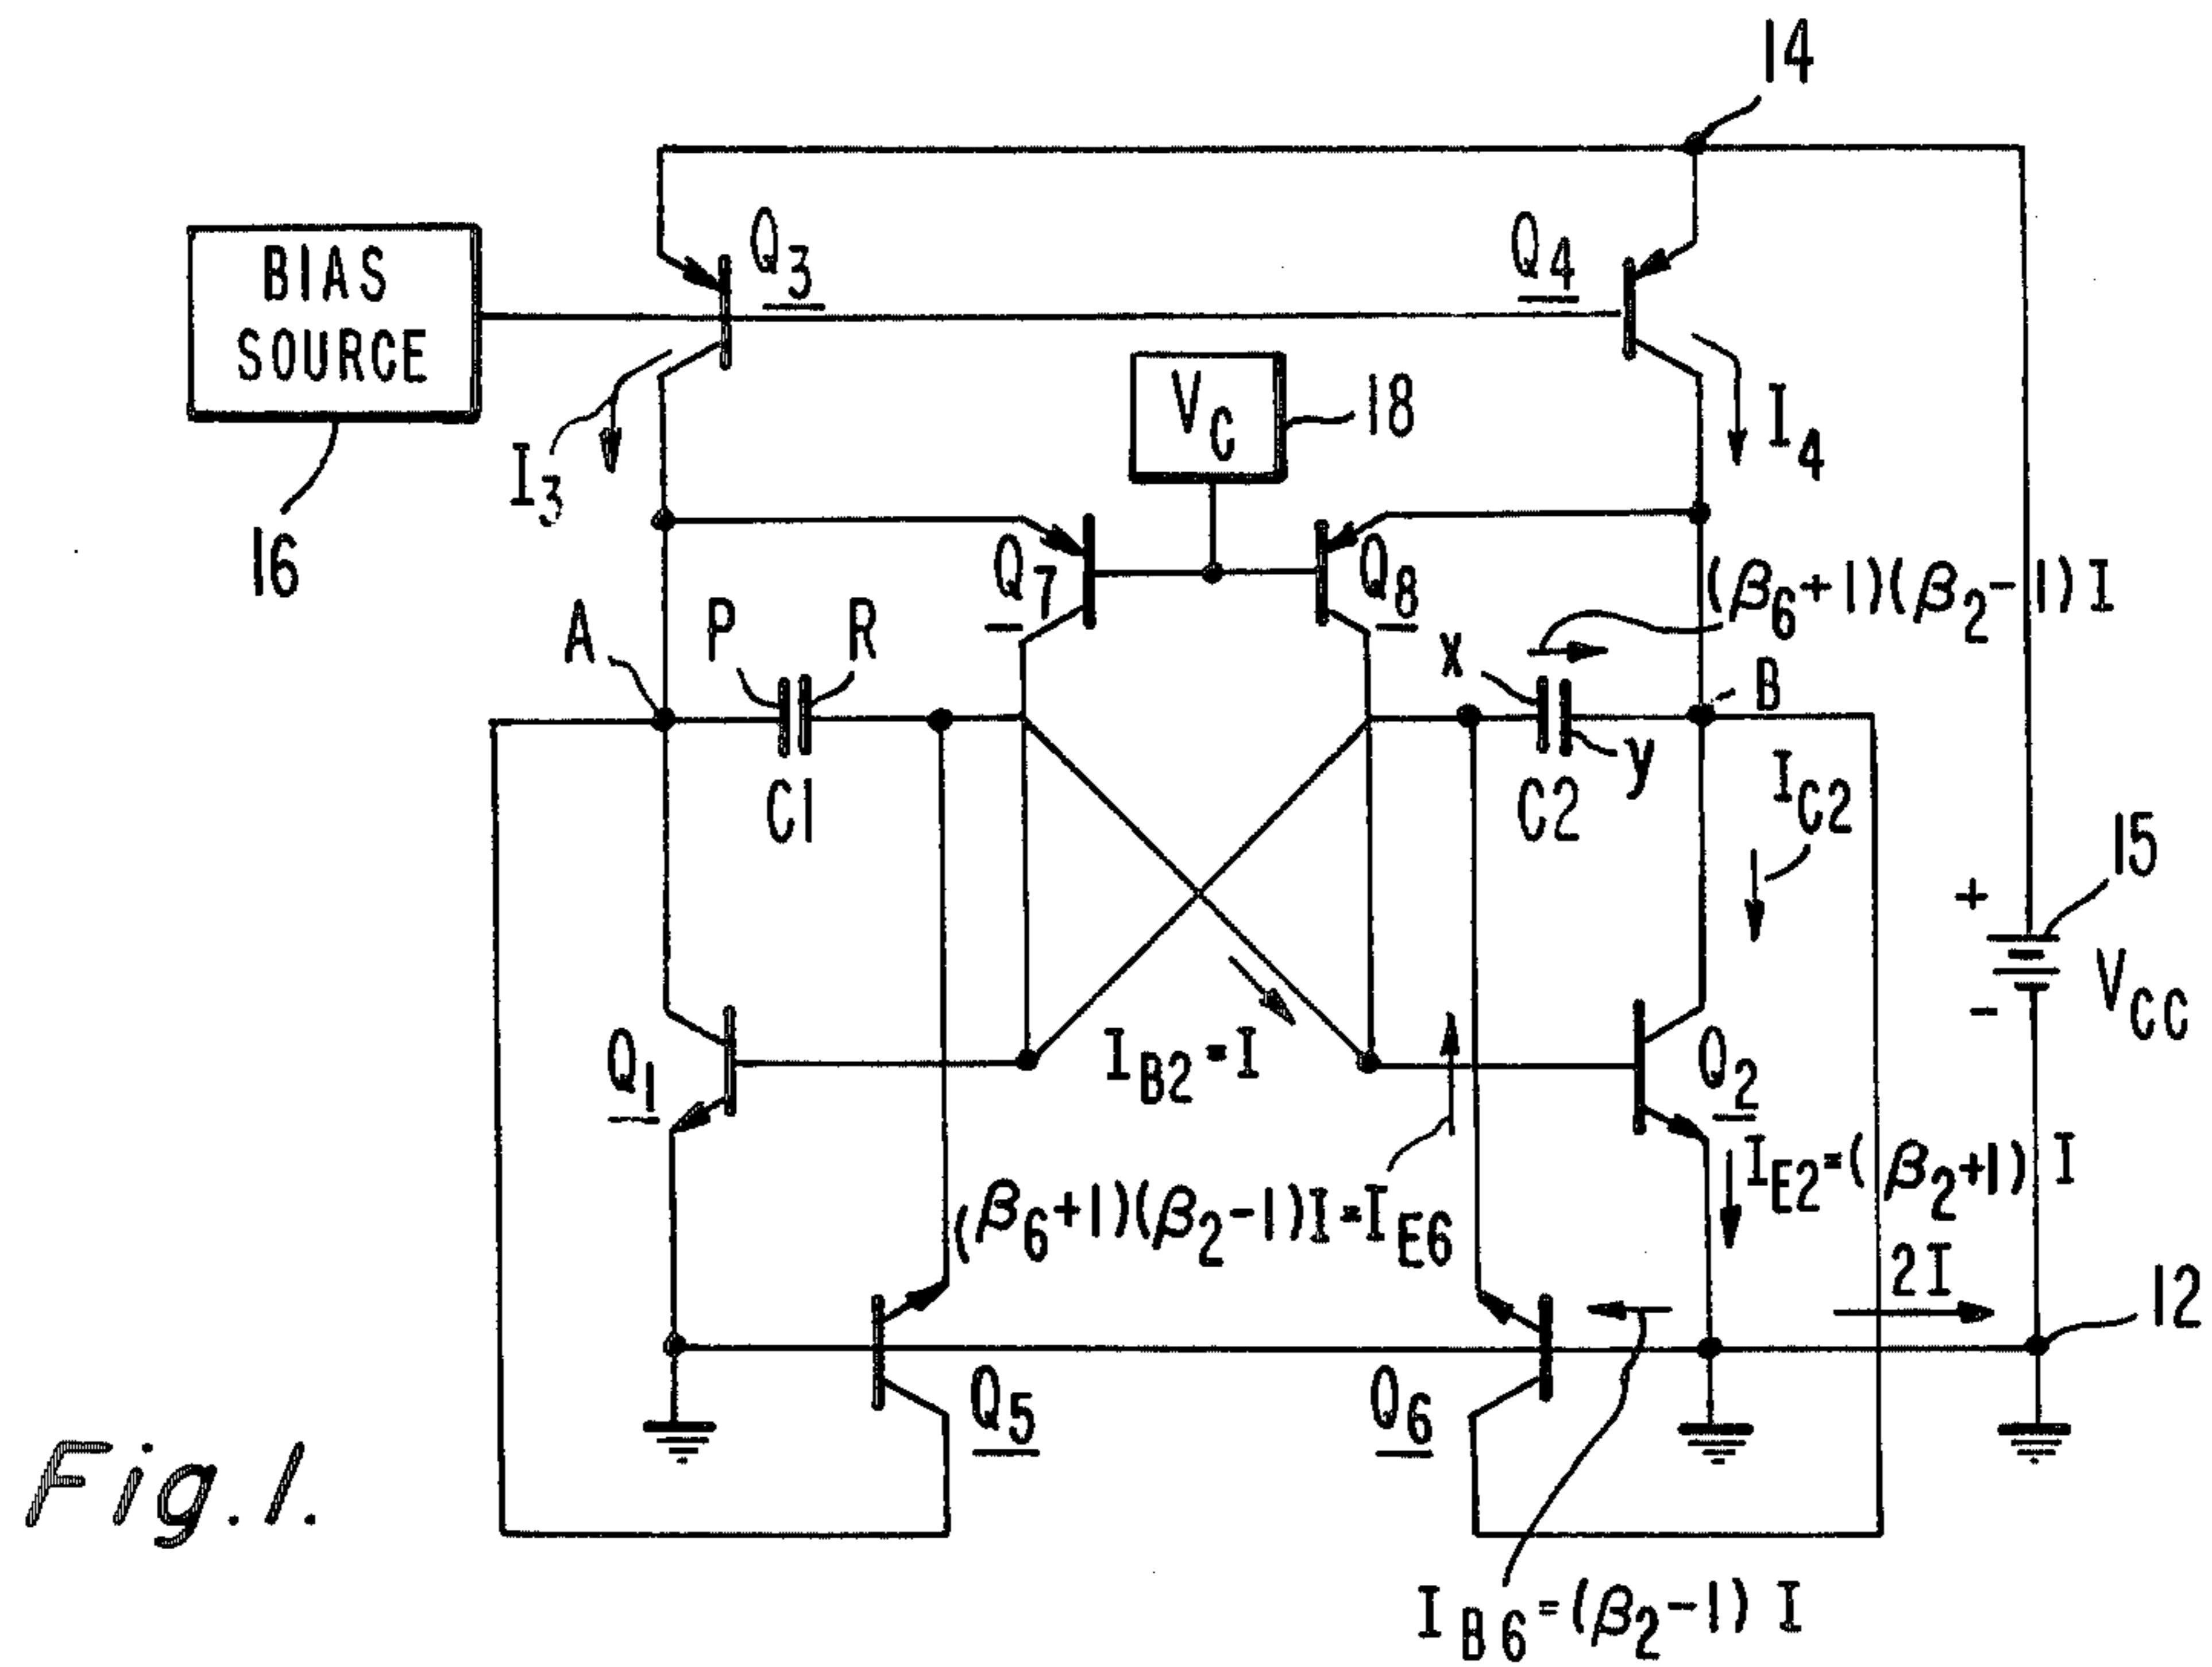 14
BIAS
SOURCE
Q3
Q4
VC
18
I3
I4
16
Q7
Q8
(β6+1)(β2-1)I
A
P
R
X
B
C1
C2
y
IC2
15
+
-
VCC
Q1
IB2=I
Q2
(β6+1)(β2-1)I=IE6
IE2=(β2+1)I
2I
12
Q5
Q6
Fig.1.
IB6=(β2-1)I